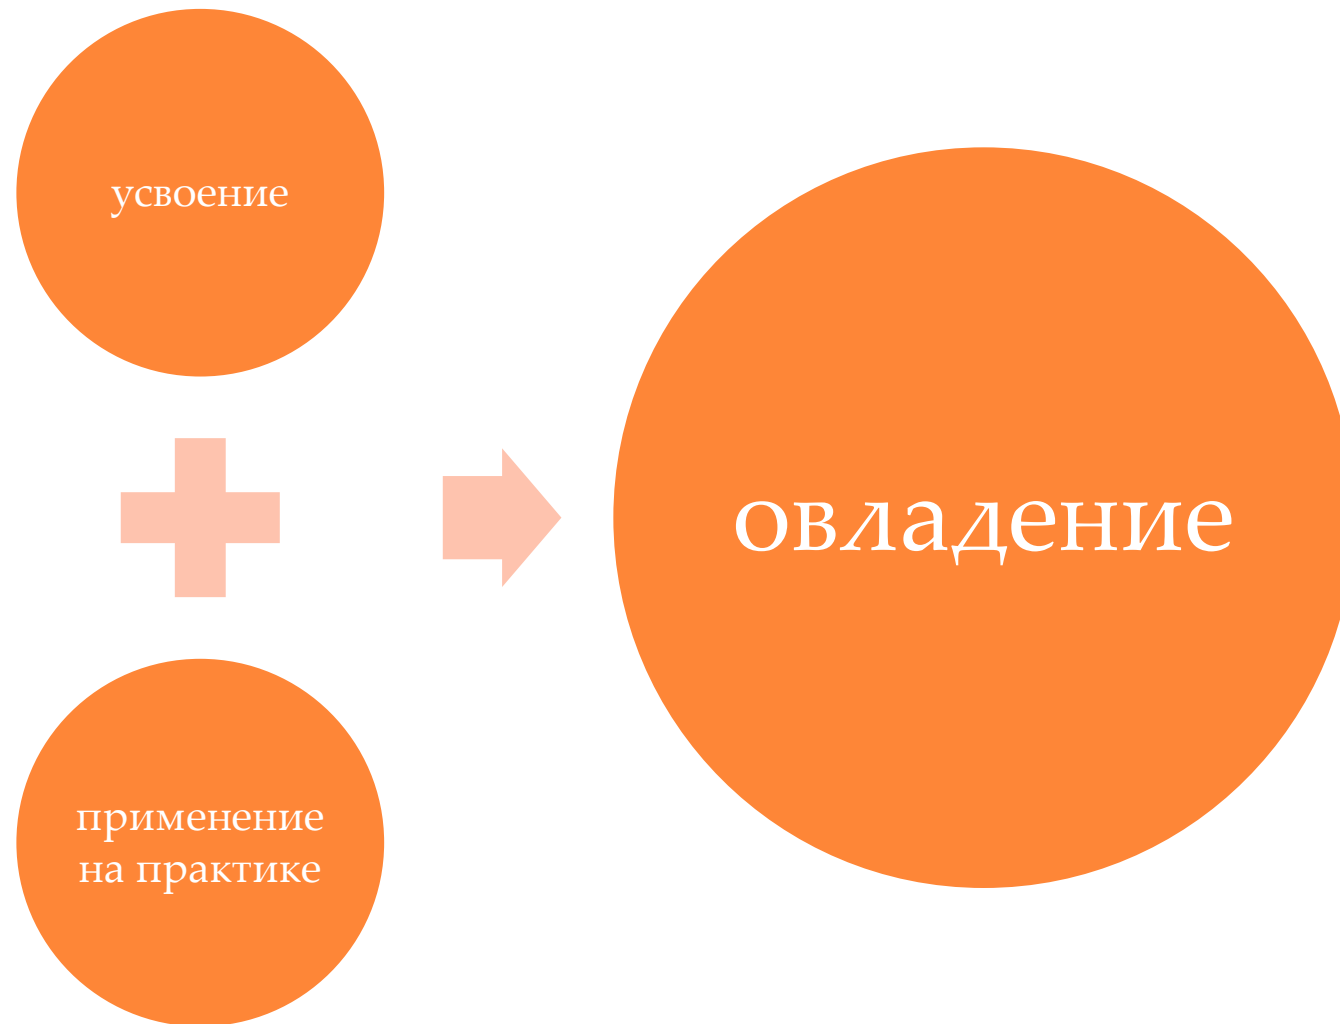 усвоение
применение
на практике
овладение